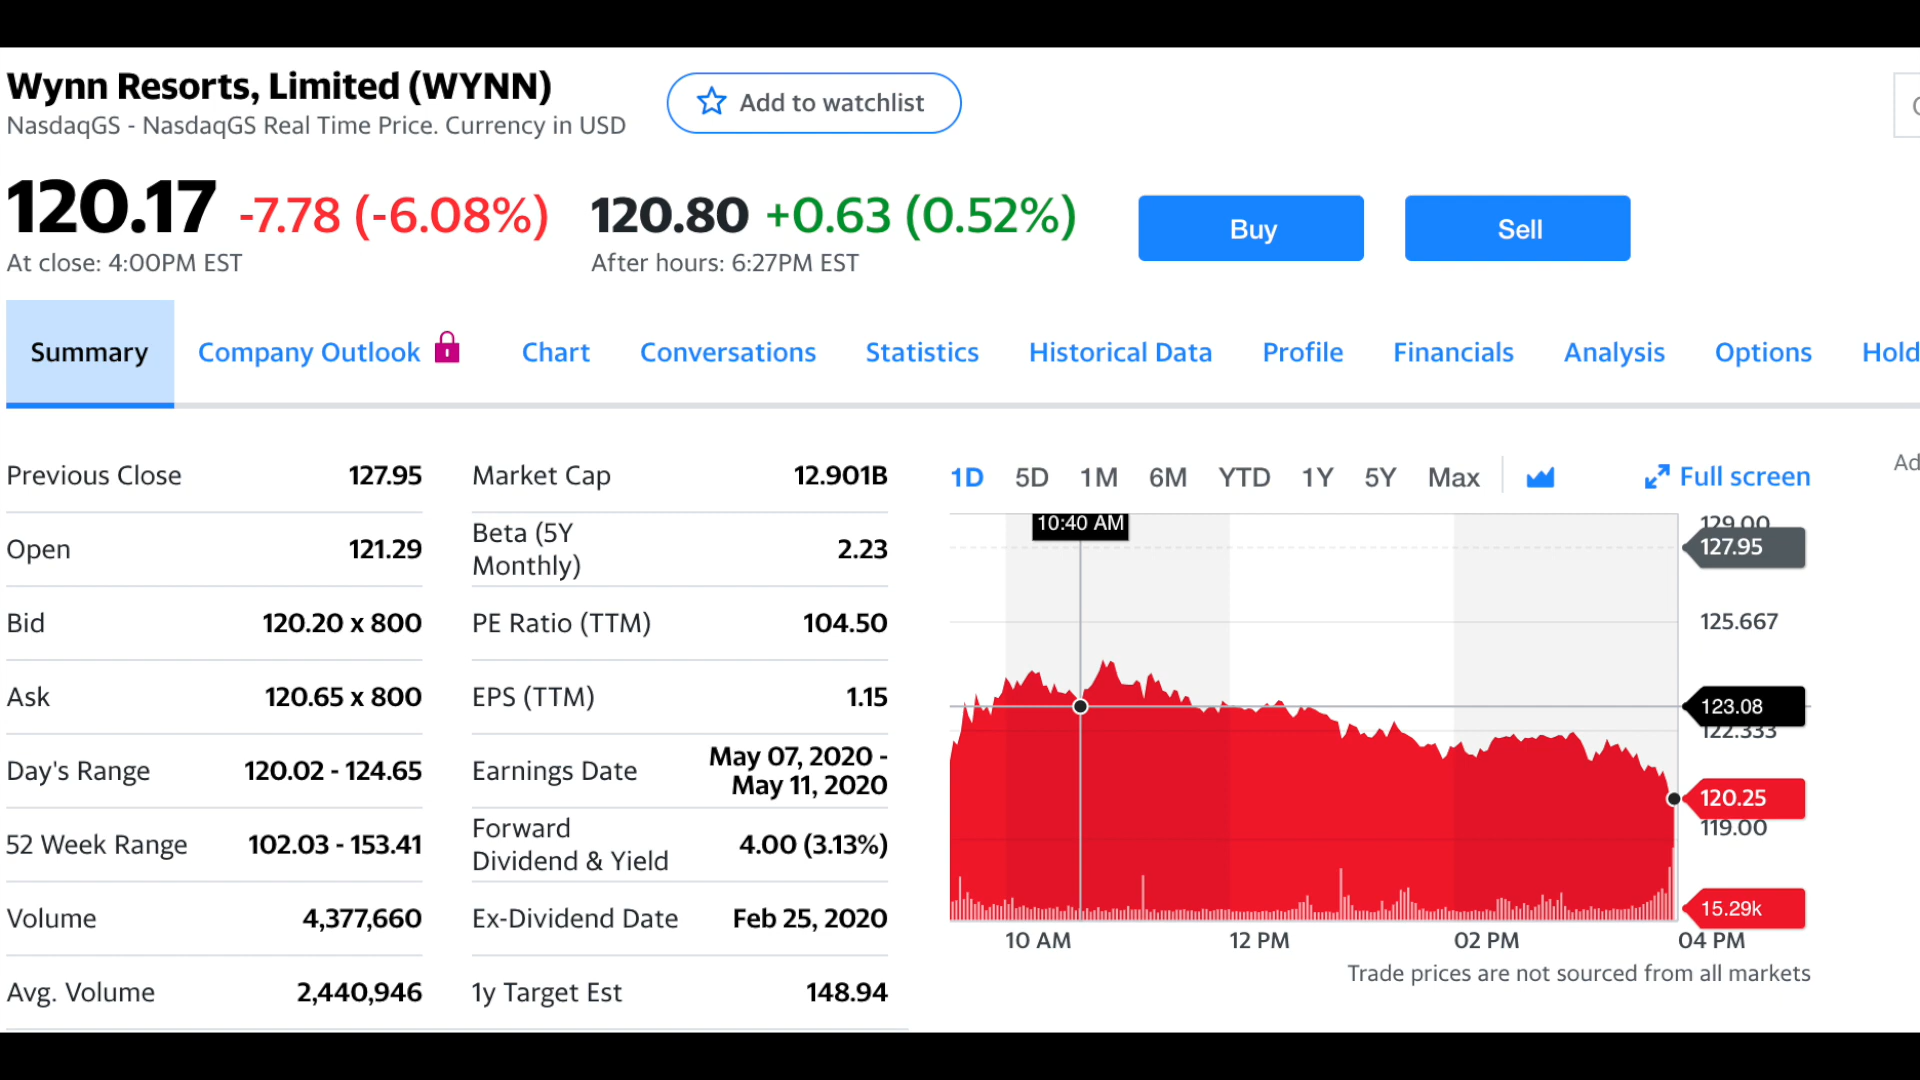 Wynn Resorts, Limited (WYNN)
NasdaqGS - NasdaqGS Real Time Price. Currency in USD
Add to watchlist
120.17 -7.78 (-6.08%)
At close: 4:00PM EST
120.80 +0.63 (0.52%)
After hours: 6:27PM EST
Buy
Sell
Summary
Company Outlook
Chart
Conversations
Statistics
Historical Data
Profile
Financials
Analysis
Options
Hold
Previous Close 127.95
Open 121.29
Bid 120.20 x 800
Ask 120.65 x 800
Day's Range 120.02 - 124.65
52 Week Range 102.03 - 153.41
Volume 4,377,660
Avg. Volume 2,440,946
Market Cap 12.901B
Beta (5Y
Monthly) 2.23
PE Ratio (TTM) 104.50
EPS (TTM) 1.15
Earnings Date May 07, 2020 -
May 11, 2020
Forward
Dividend & Yield 4.00 (3.13%)
Ex-Dividend Date Feb 25, 2020
1y Target Est 148.94
1D 5D 1M 6M YTD 1Y 5Y Max
Full screen
Ad
10:40 AM
129.00
127.95
125.667
123.08
122.333
120.25
119.00
15.29k
10 AM 12 PM 02 PM 04 PM
Trade prices are not sourced from all markets